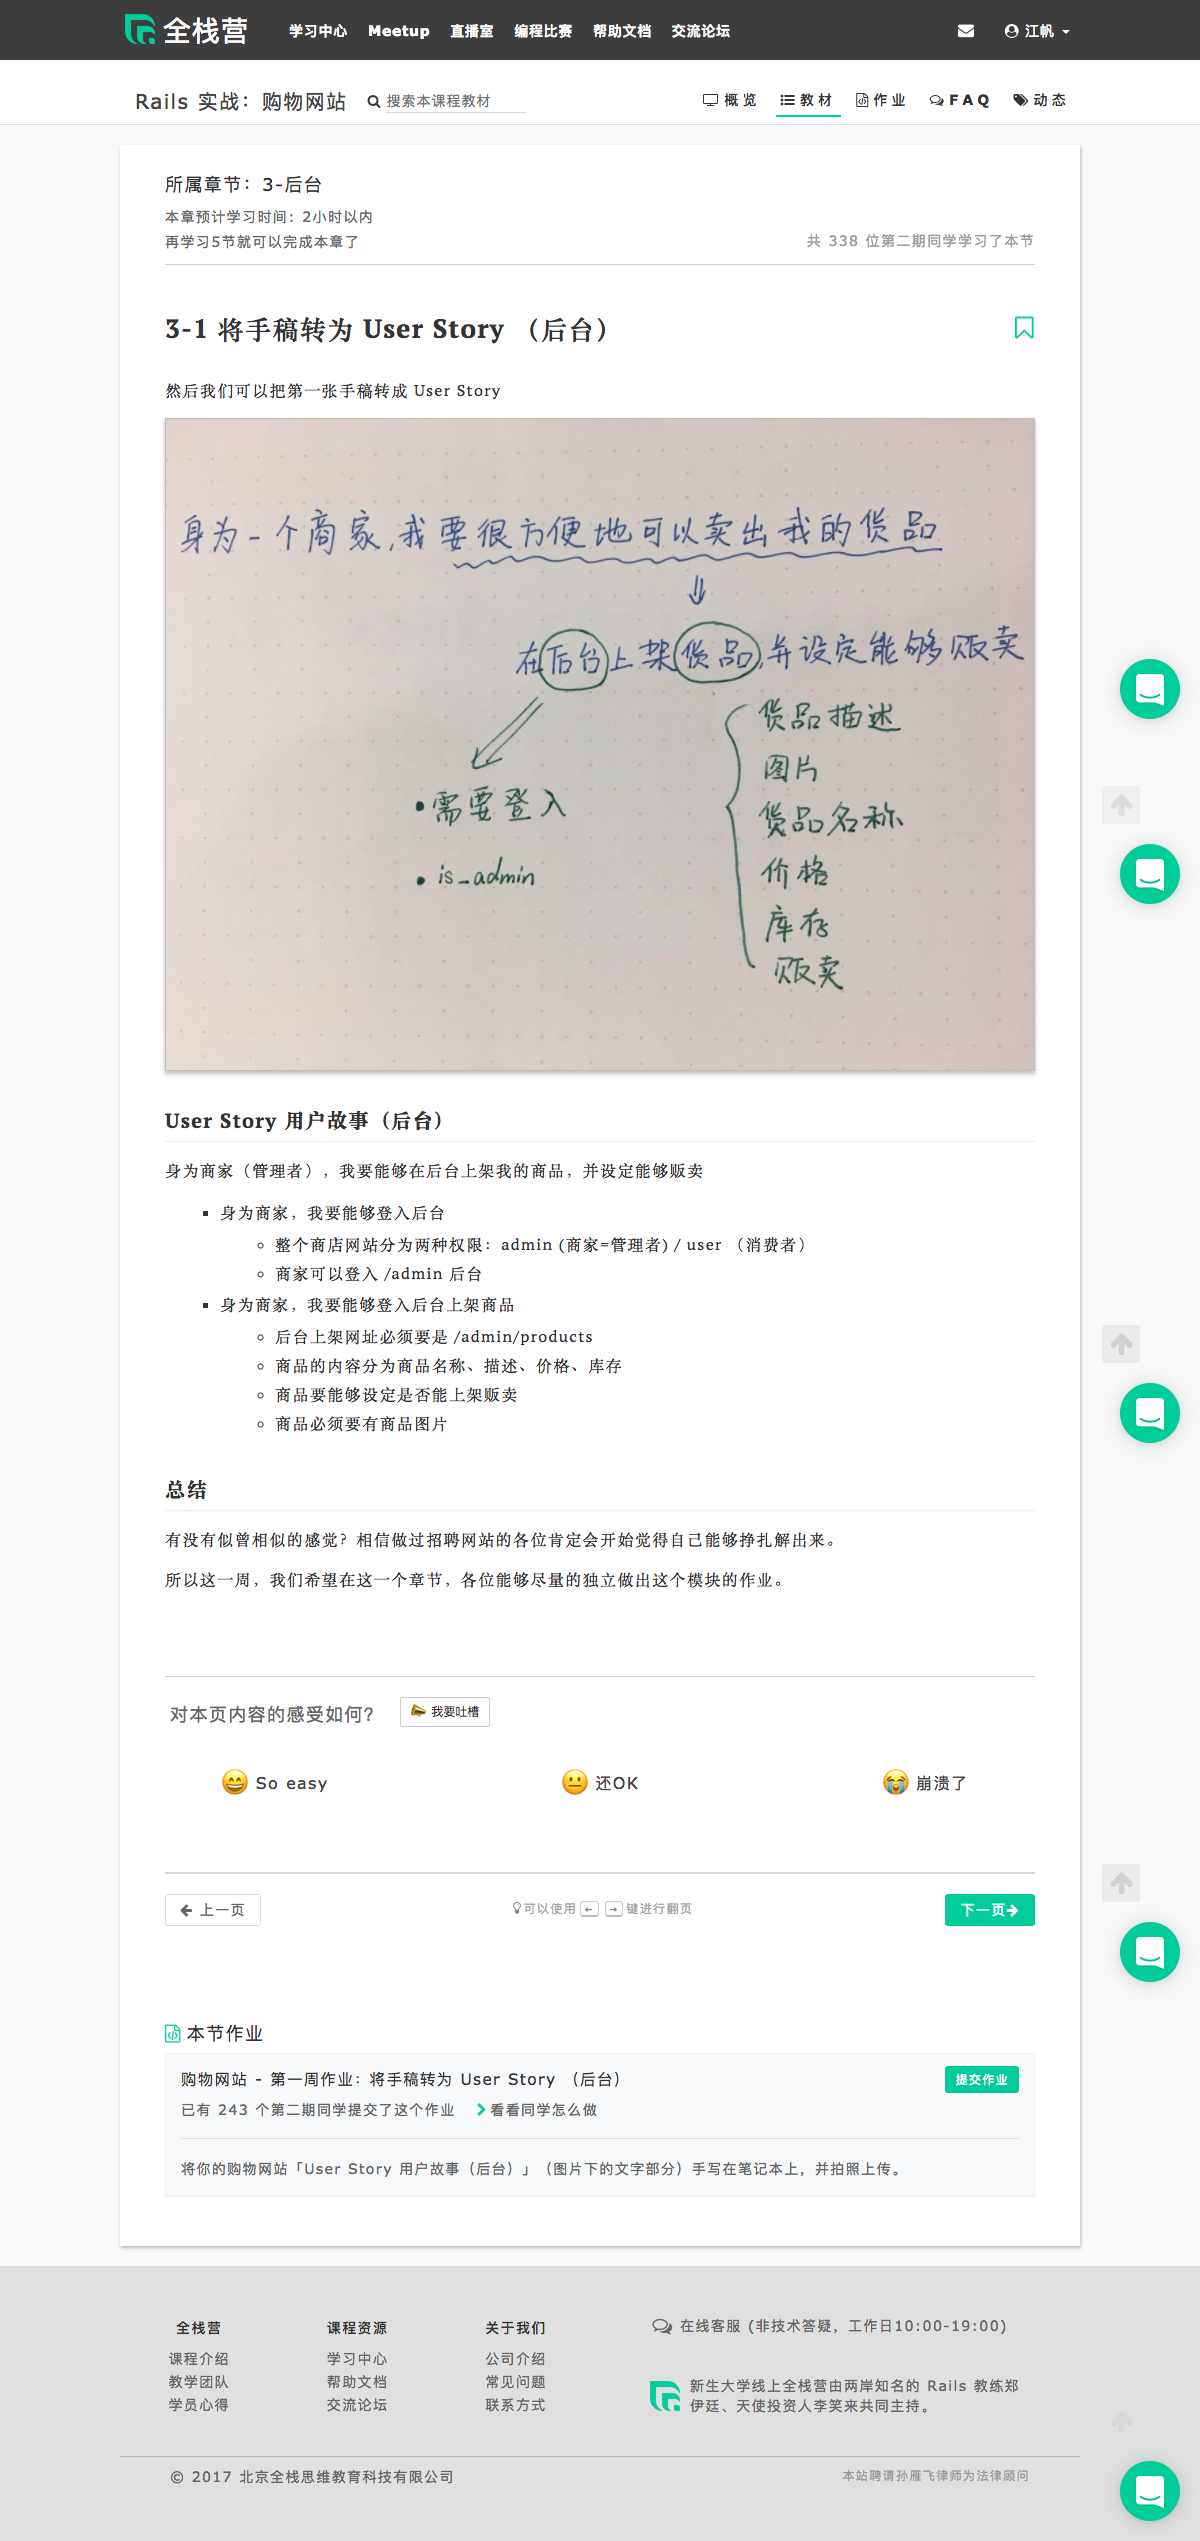 全栈营 学习中心 Meetup 直播室 编程比赛 帮助文档 交流论坛 江帆
Rails 实战：购物网站 搜索本课程教材 概览 教材 作业 FAQ 动态
所属章节：3-后台
本章预计学习时间：2小时以内
再学习5节就可以完成本章了
共 338 位第二期同学学习了本节
3-1 将手稿转为 User Story （后台）
然后我们可以把第一张手稿转成 User Story
身为一个商家,我要很方便地可以卖出我的货品
在后台上架货品,并设定能够贩卖
货品描述
图片
货品名称
价格
库存
贩卖
•需要登入
•is_admin
User Story 用户故事（后台）
身为商家（管理者），我要能够在后台上架我的商品，并设定能够贩卖
身为商家，我要能够登入后台
整个商店网站分为两种权限：admin (商家=管理者) / user （消费者）
商家可以登入 /admin 后台
身为商家，我要能够登入后台上架商品
后台上架网址必须要是 /admin/products
商品的内容分为商品名称、描述、价格、库存
商品要能够设定是否能上架贩卖
商品必须要有商品图片
总结
有没有似曾相似的感觉？相信做过招聘网站的各位肯定会开始觉得自己能够挣扎解出来。
所以这一周，我们希望在这一个章节，各位能够尽量的独立做出这个模块的作业。
对本页内容的感受如何? 我要吐槽
So easy 还OK 崩溃了
上一页 可以使用 ← → 键进行翻页 下一页
本节作业
购物网站 - 第一周作业：将手稿转为 User Story （后台） 提交作业
已有 243 个第二期同学提交了这个作业 看看同学怎么做
将你的购物网站「User Story 用户故事（后台）」（图片下的文字部分）手写在笔记本上，并拍照上传。
全栈营
课程介绍
教学团队
学员心得
课程资源
学习中心
帮助文档
交流论坛
关于我们
公司介绍
常见问题
联系方式
在线客服 (非技术答疑，工作日10:00-19:00)
新生大学线上全栈营由两岸知名的 Rails 教练郑
伊廷、天使投资人李笑来共同主持。
© 2017 北京全栈思维教育科技有限公司
本站聘请孙雁飞律师为法律顾问